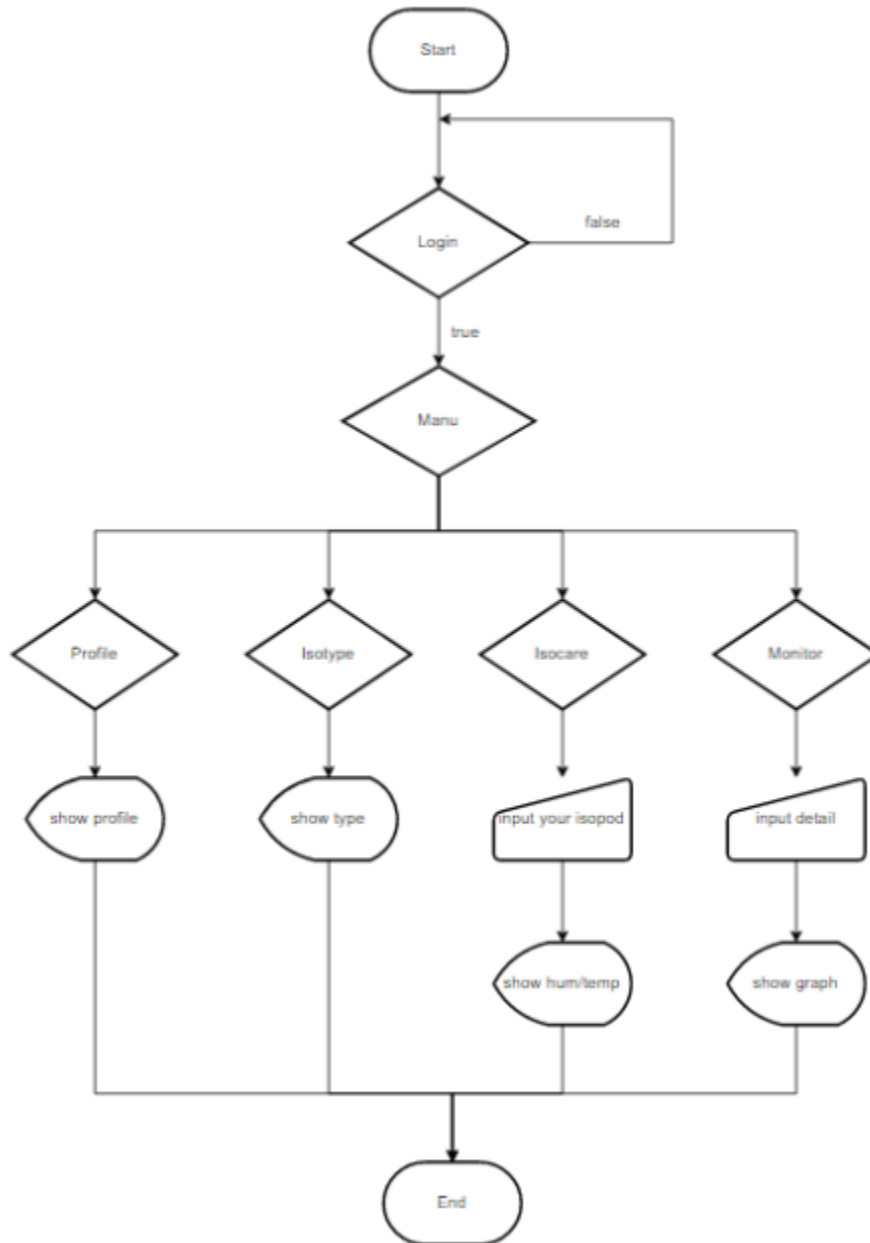 Start
Login
false
true
Manu
Profile
Isotype
Isocare
Monitor
show profile
show type
input your isopod
input detail
show hum/temp
show graph
End